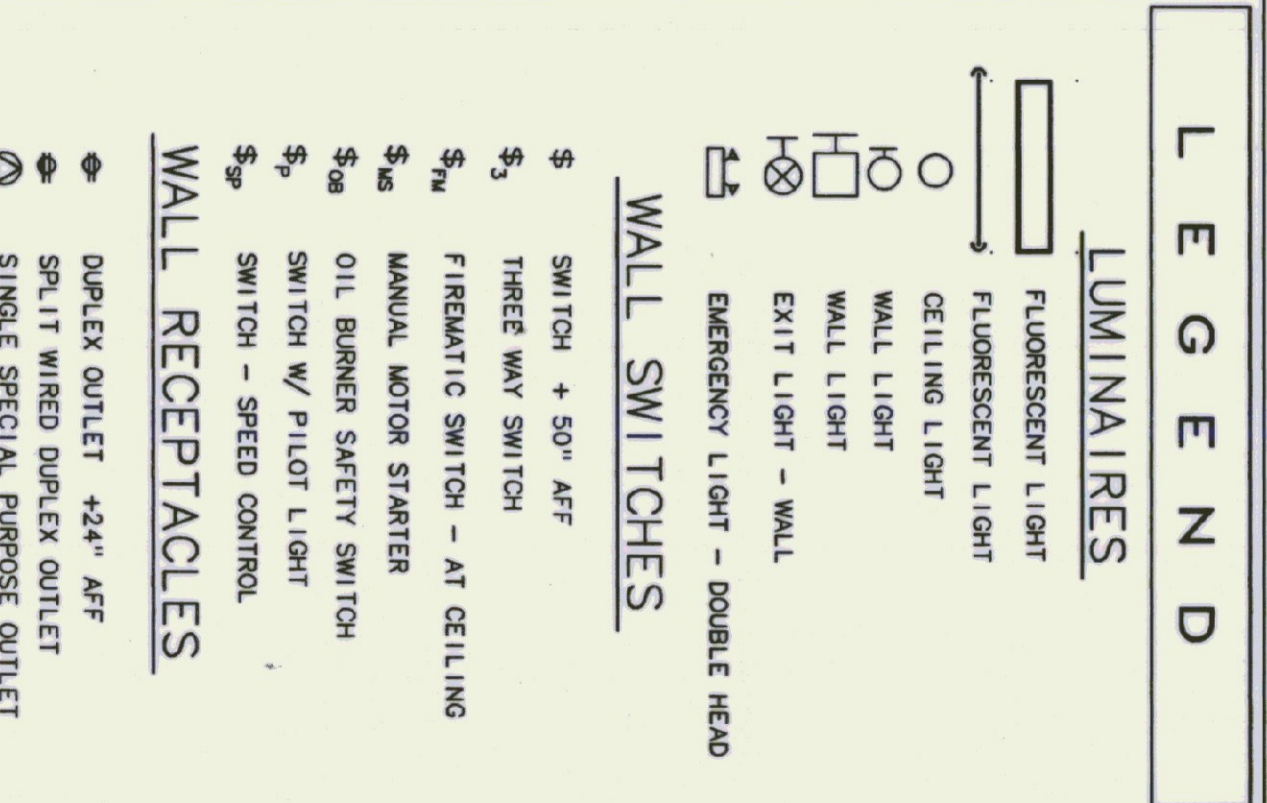 LEGEND
LUMINAIRES
FLUORESCENT LIGHT
FLUORESCENT LIGHT
CEILING LIGHT
WALL LIGHT
WALL LIGHT
EXIT LIGHT - WALL
EMERGENCY LIGHT - DOUBLE HEAD
WALL SWITCHES
$ SWITCH + 50" AFF
$3 THREE WAY SWITCH
$FM FIREMATIC SWITCH - AT CEILING
$MS MANUAL MOTOR STARTER
$OB OIL BURNER SAFETY SWITCH
$P SWITCH W/ PILOT LIGHT
$SP SWITCH - SPEED CONTROL
WALL RECEPTACLES
DUPLEX OUTLET +24" AFF
SPLIT WIRED DUPLEX OUTLET
SINGLE SPECIAL PURPOSE OUTLET